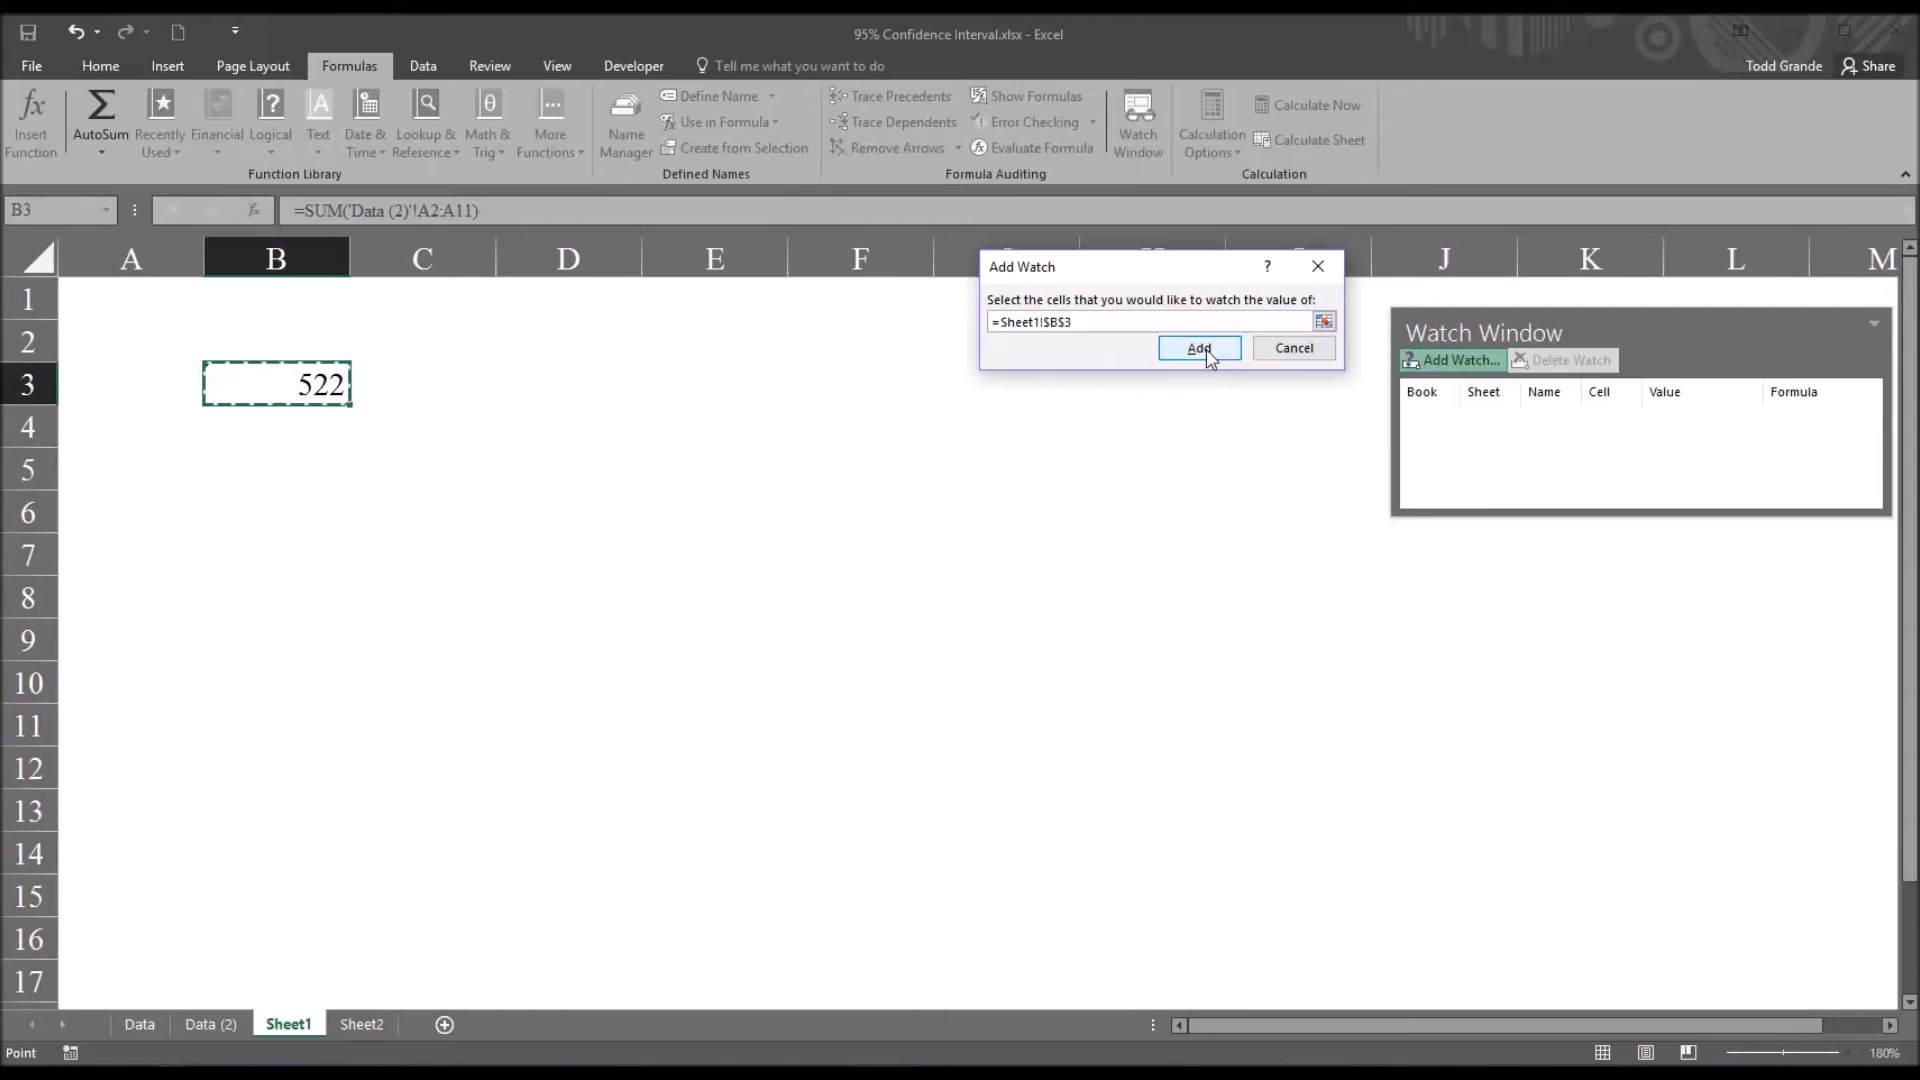 95% Confidence Interval.xlsx - Excel
File Home Insert Page Layout Formulas Data Review View Developer Tell me what you want to do Todd Grande Share
fx Insert Function
Σ AutoSum
Recently Used
Financial
? Logical
A Text
Date & Time
Lookup & Reference
θ Math & Trig
More Functions
Function Library
Name Manager
Define Name
Use in Formula
Create from Selection
Defined Names
Trace Precedents
Trace Dependents
Remove Arrows
Show Formulas
Error Checking
Evaluate Formula
Formula Auditing
Watch Window
Calculation Options
Calculate Now
Calculate Sheet
Calculation
B3 fx =SUM('Data (2)'!A2:A11)
A B C D E F J K L M
Add Watch ?
Select the cells that you would like to watch the value of:
=Sheet1!$B$3
Add Cancel
Watch Window
Add Watch... Delete Watch
Book Sheet Name Cell Value Formula
1
2
3 522
4
5
6
7
8
9
10
11
12
13
14
15
16
17
Data Data (2) Sheet1 Sheet2
Point 180%